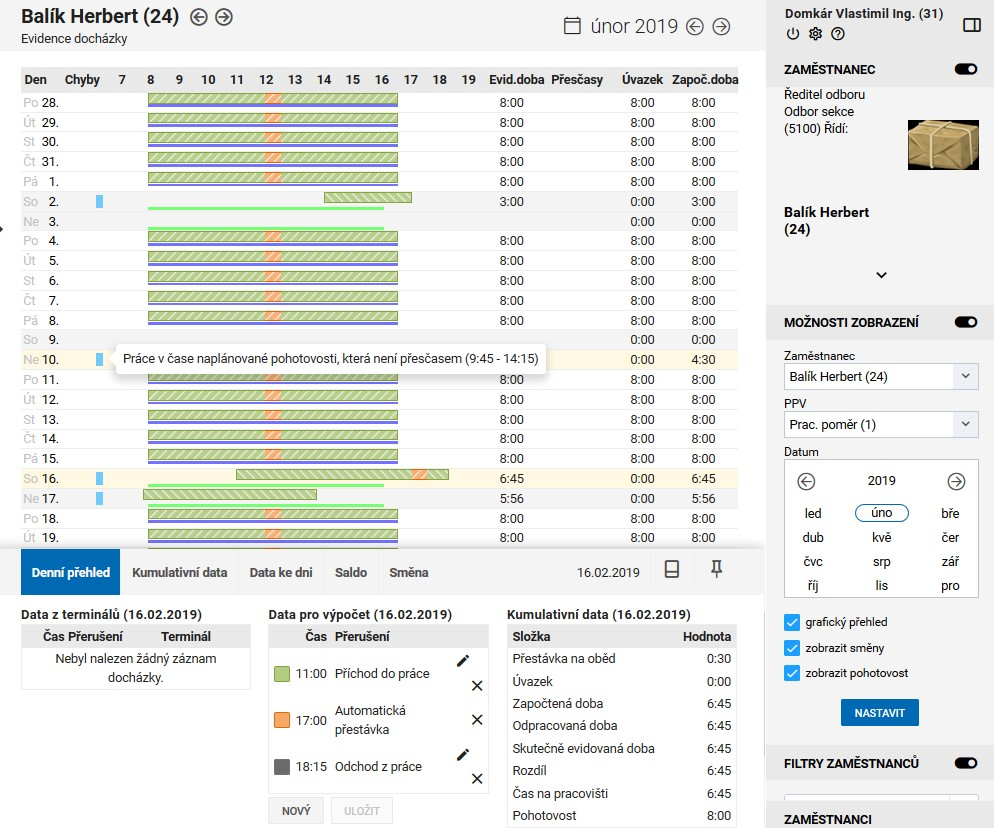 Balík Herbert (24)
Evidence docházky
únor 2019
Den Chyby 7 8 9 10 11 12 13 14 15 16 17 18 19 Evid.doba Přesčasy Úvazek Započ.doba
Po 28. 8:00 8:00 8:00
Út 29. 8:00 8:00 8:00
St 30. 8:00 8:00 8:00
Čt 31. 8:00 8:00 8:00
Pá 1. 8:00 8:00 8:00
So 2. 3:00 0:00 3:00
Ne 3. 0:00 0:00
Po 4. 8:00 8:00 8:00
Út 5. 8:00 8:00 8:00
St 6. 8:00 8:00 8:00
Čt 7. 8:00 8:00 8:00
Pá 8. 8:00 8:00 8:00
So 9. 0:00 0:00
Ne 10. Práce v čase naplánované pohotovosti, která není přesčasem (9:45 - 14:15) 0:00 4:30
Po 11. 8:00 8:00 8:00
Út 12. 8:00 8:00 8:00
St 13. 8:00 8:00 8:00
Čt 14. 8:00 8:00 8:00
Pá 15. 8:00 8:00 8:00
So 16. 6:45 0:00 6:45
Ne 17. 5:56 0:00 5:56
Po 18. 8:00 8:00 8:00
Út 19. 8:00 8:00 8:00
Denní přehled Kumulativní data Data ke dni Saldo Směna 16.02.2019
Data z terminálů (16.02.2019)
Čas Přerušení Terminál
Nebyl nalezen žádný záznam
docházky.
Data pro výpočet (16.02.2019)
Čas Přerušení
11:00 Příchod do práce
17:00 Automatická
přestávka
18:15 Odchod z práce
NOVÝ ULOŽIT
Kumulativní data (16.02.2019)
Složka Hodnota
Přestávka na oběd 0:30
Úvazek 0:00
Započtená doba 6:45
Odpracovaná doba 6:45
Skutečně evidovaná doba 6:45
Rozdíl 6:45
Čas na pracovišti 6:45
Pohotovost 8:00
Domkár Vlastimil Ing. (31)
ZAMĚSTNANEC
Ředitel odboru
Odbor sekce
(5100) Řídí:
Balík Herbert
(24)
MOŽNOSTI ZOBRAZENÍ
Zaměstnanec
Balík Herbert (24)
PPV
Prac. poměr (1)
Datum
2019
led úno bře
dub kvě čer
čvc srp zář
říj lis pro
grafický přehled
zobrazit směny
zobrazit pohotovost
NASTAVIT
FILTRY ZAMĚSTNANCŮ
ZAMĚSTNANCI